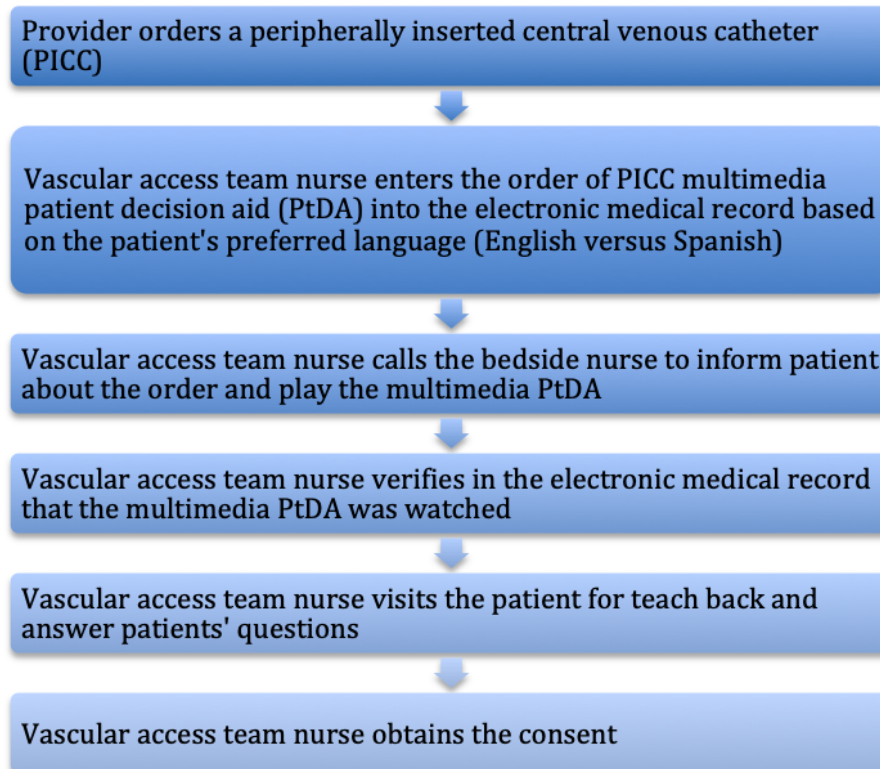 Provider orders a peripherally inserted central venous catheter
(PICC)
Vascular access team nurse enters the order of PICC multimedia
patient decision aid (PtDA) into the electronic medical record based
on the patient's preferred language (English versus Spanish)
Vascular access team nurse calls the bedside nurse to inform patient
about the order and play the multimedia PtDA
Vascular access team nurse verifies in the electronic medical record
that the multimedia PtDA was watched
Vascular access team nurse visits the patient for teach back and
answer patients' questions
Vascular access team nurse obtains the consent